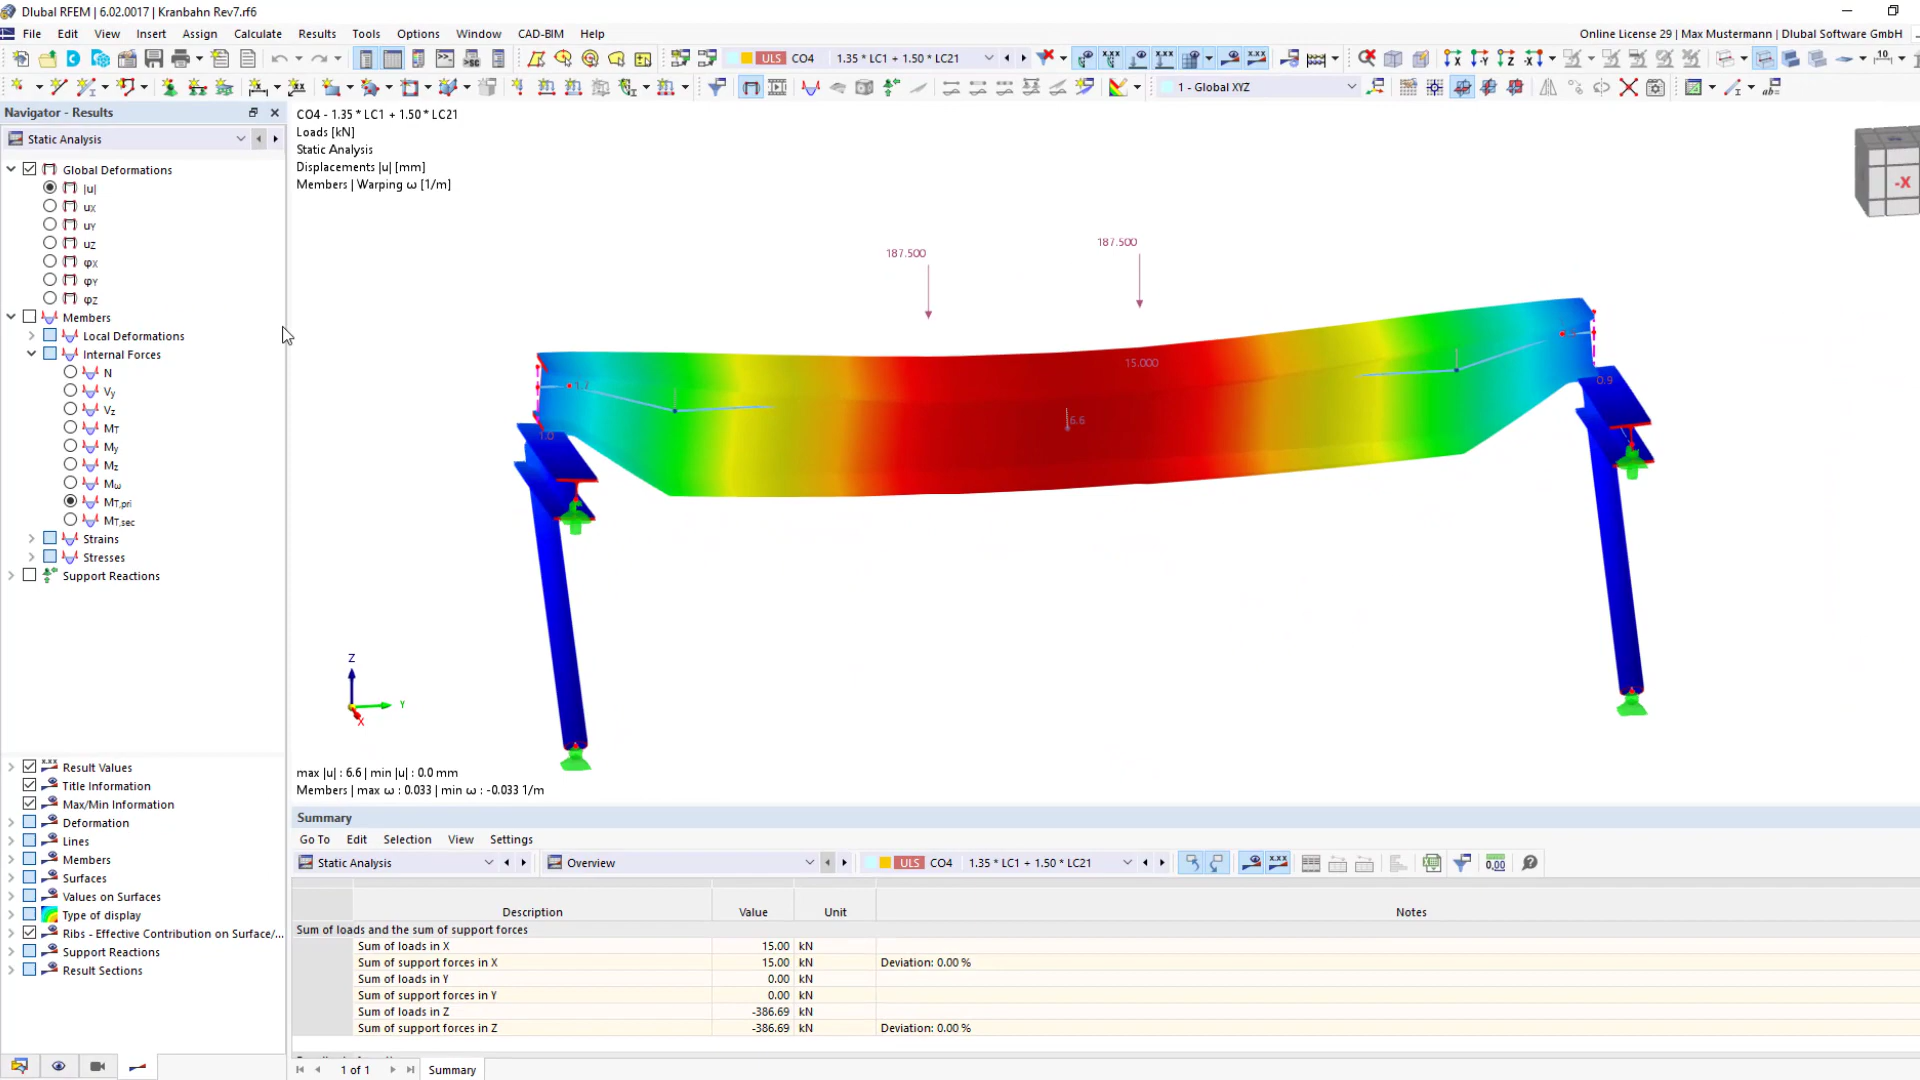 Dlubal RFEM | 6.02.0017 | Kranbahn Rev7.rf6
File Edit View Insert Assign Calculate Results Tools Options Window CAD-BIM Help
Online License 29 | Max Mustermann | Dlubal Software GmbH
ULS CO4 1.35 * LC1 + 1.50 * LC21
1 - Global XYZ
Navigator - Results
Static Analysis
Global Deformations
|u|
uX
uY
uZ
φX
φY
φZ
Members
Local Deformations
Internal Forces
N
Vy
Vz
MT
My
Mz
Mω
MT,pri
MT,sec
Strains
Stresses
Support Reactions
Result Values
Title Information
Max/Min Information
Deformation
Lines
Members
Surfaces
Values on Surfaces
Type of display
Ribs - Effective Contribution on Surface/...
Support Reactions
Result Sections
CO4 - 1.35 * LC1 + 1.50 * LC21
Loads [kN]
Static Analysis
Displacements |u| [mm]
Members | Warping ω [1/m]
-X
187.500
187.500
15.000
1.7
6.6
0.9
1.0
Z
Y
X
max |u| : 6.6 | min |u| : 0.0 mm
Members | max ω : 0.033 | min ω : -0.033 1/m
Summary
Go To Edit Selection View Settings
Static Analysis Overview ULS CO4 1.35 * LC1 + 1.50 * LC21
Description Value Unit Notes
Sum of loads and the sum of support forces
Sum of loads in X 15.00 kN
Sum of support forces in X 15.00 kN Deviation: 0.00 %
Sum of loads in Y 0.00 kN
Sum of support forces in Y 0.00 kN
Sum of loads in Z -386.69 kN
Sum of support forces in Z -386.69 kN Deviation: 0.00 %
1 of 1 Summary